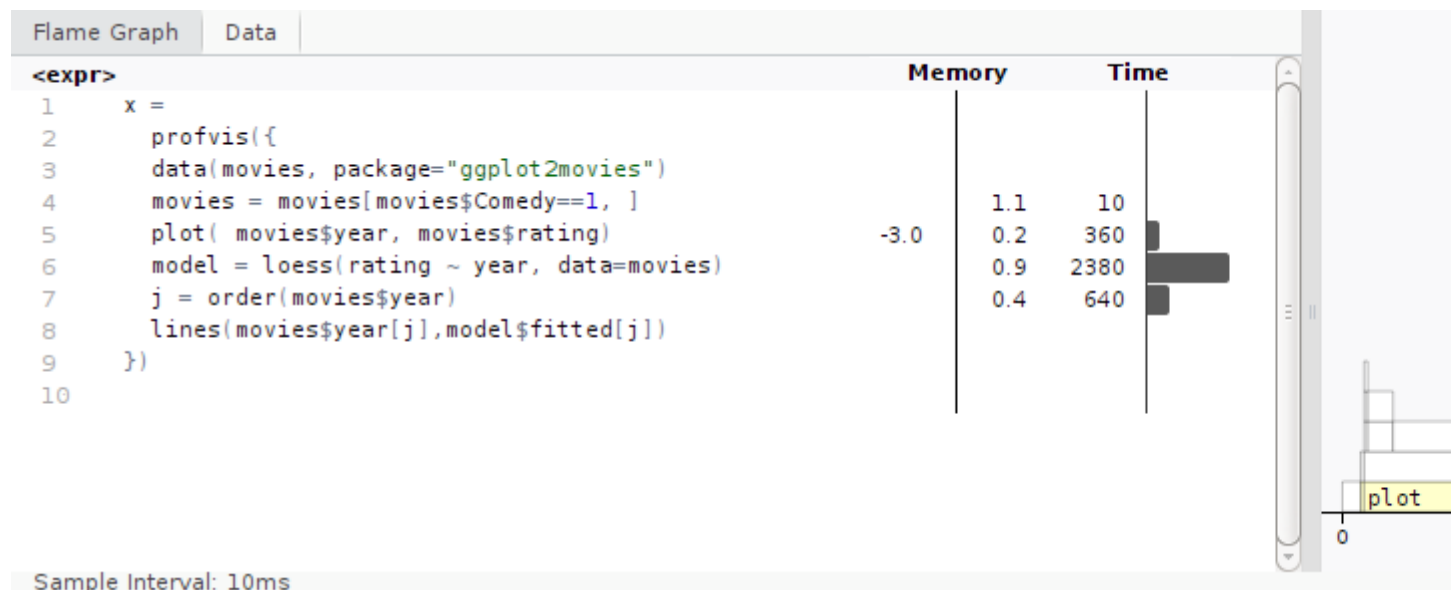 Flame Graph Data
<expr> Memory Time
1 x =
2 profvis({
3 data(movies, package="ggplot2movies")
4 movies = movies[movies$Comedy==1, ] 1.1 10
5 plot( movies$year, movies$rating) -3.0 0.2 360
6 model = loess(rating ~ year, data=movies) 0.9 2380
7 j = order(movies$year) 0.4 640
8 lines(movies$year[j],model$fitted[j])
9 })
10
plot
0
Sample Interval: 10ms